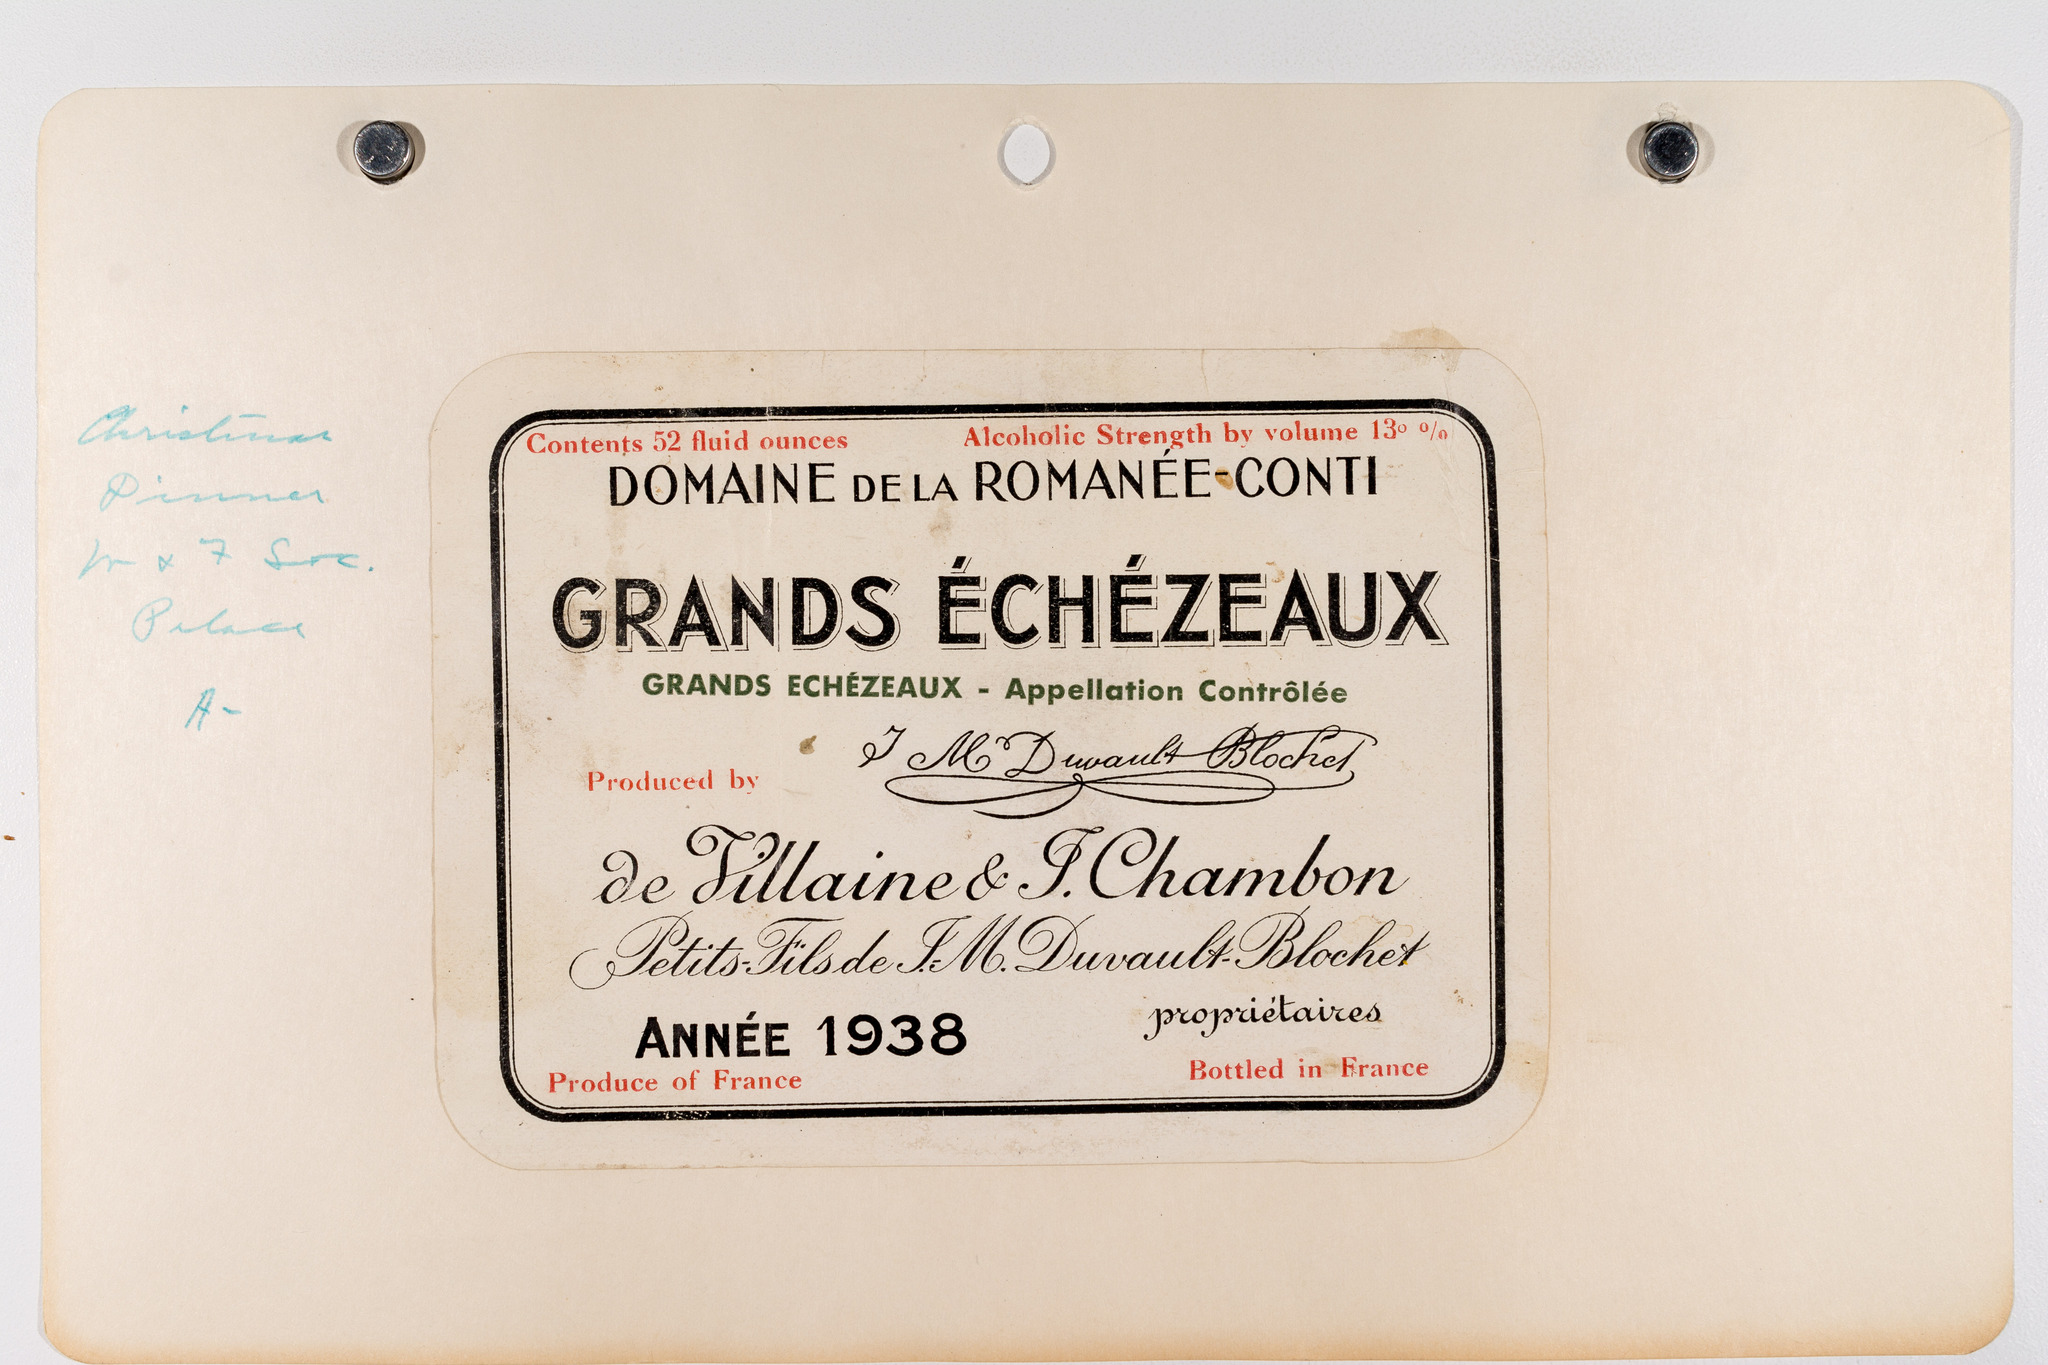 Christmas
Dinner
W & F Soc.
Palace
A-
Contents 52 fluid ounces Alcoholic Strength by volume 13° %
DOMAINE DE LA ROMANÉE-CONTI
GRANDS ÉCHÉZEAUX
GRANDS ECHÉZEAUX - Appellation Contrôlée
J M Duvault Blochet
Produced by
de Villaine & J. Chambon
Petits-Fils de J.-M. Duvault-Blochet
propriétaires
ANNÉE 1938
Produce of France Bottled in France